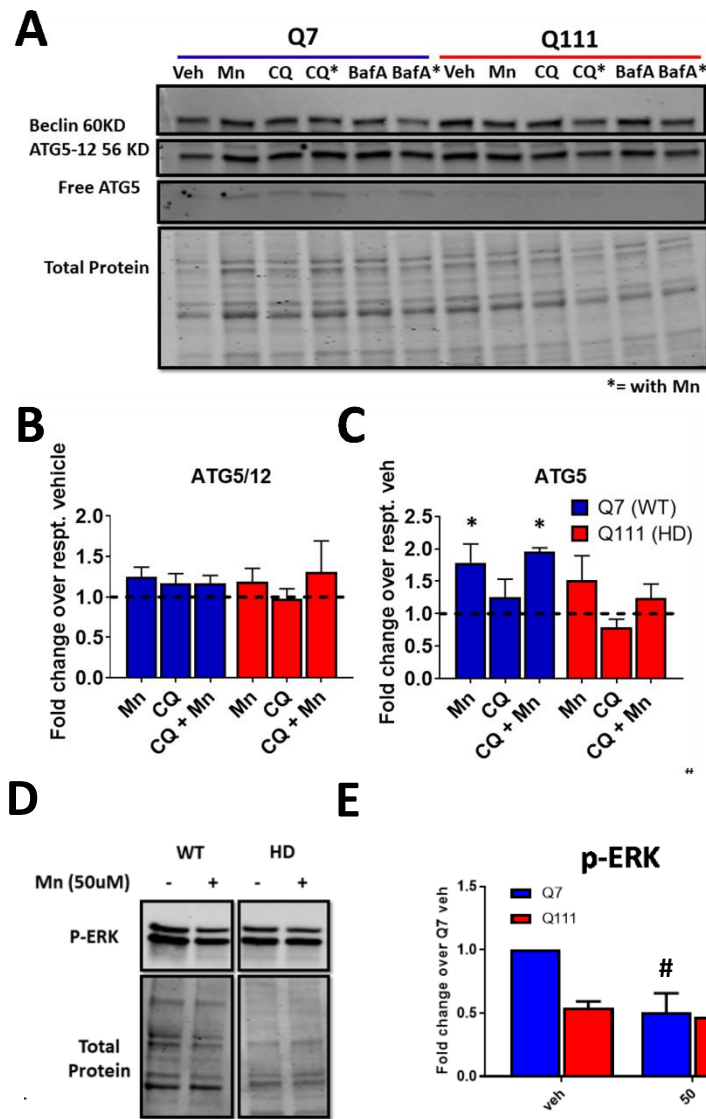 A
Q7 Q111
Veh Mn CQ CQ* BafA BafA* Veh Mn CQ CQ* BafA BafA*
Beclin 60KD
ATG5-12 56 KD
Free ATG5
Total Protein
*= with Mn
B
ATG5/12
Fold change over respt. vehicle
2.0
1.5
1.0
0.5
0.0
Mn CQ CQ + Mn Mn CQ CQ + Mn
C
ATG5
Fold change over respt. veh
2.5
2.0
1.5
1.0
0.5
0.0
* *
Q7 (WT)
Q111 (HD)
Mn CQ CQ + Mn Mn CQ CQ + Mn
#
D
WT HD
Mn (50uM) - + - +
P-ERK
Total
Protein
E
p-ERK
Fold change over Q7 veh
1.5
1.0
0.5
0.0
Q7
Q111
#
veh 50